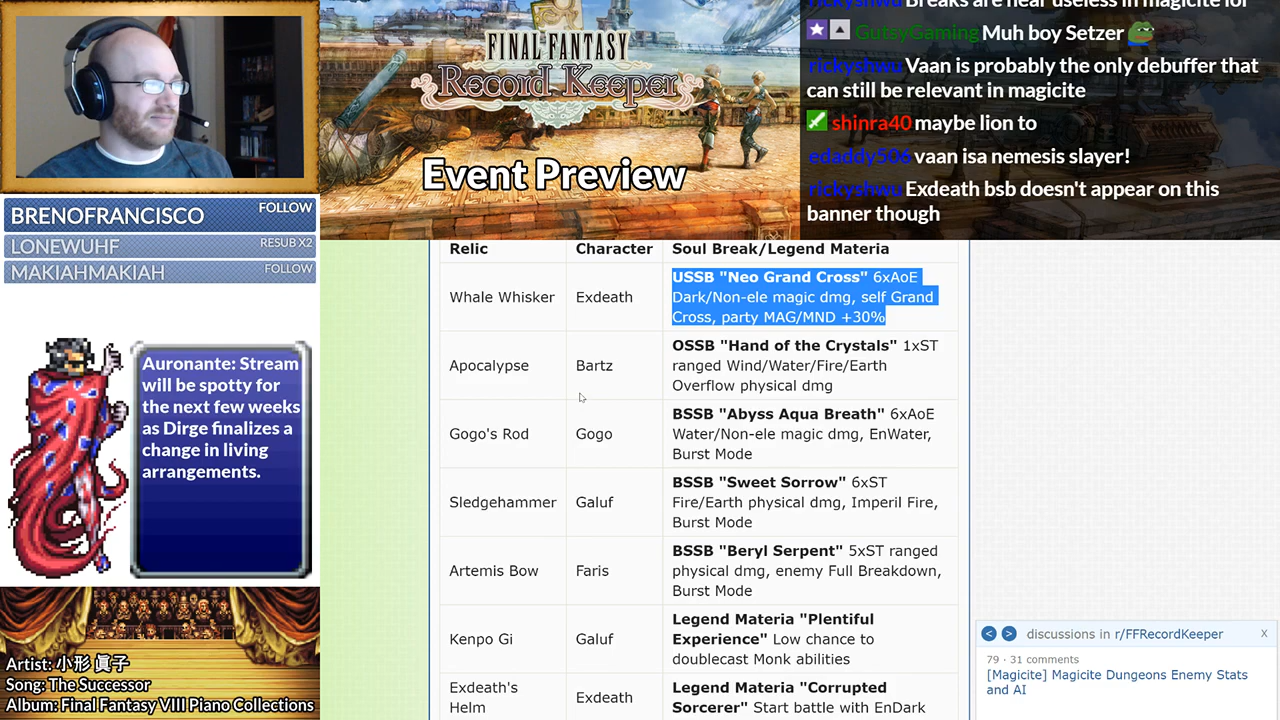 FINAL FANTASY
Record Keeper
Event Preview
rickyshwu Breaks are near useless in magicite lol
GutsyGaming Muh boy Setzer
rickyshwu Vaan is probably the only debuffer that
can still be relevant in magicite
shinra40 maybe lion to
edaddy506 vaan isa nemesis slayer!
rickyshwu Exdeath bsb doesn't appear on this
banner though
BRENOFRANCISCO FOLLOW
LONEWUHF RESUB X2
MAKIAHMAKIAH FOLLOW
Auronante: Stream
will be spotty for
the next few weeks
as Dirge finalizes a
change in living
arrangements.
Artist: 小形 眞子
Song: The Successor
Album: Final Fantasy VIII Piano Collections
Relic Character Soul Break/Legend Materia
Whale Whisker Exdeath USSB "Neo Grand Cross" 6xAoE
Dark/Non-ele magic dmg, self Grand
Cross, party MAG/MND +30%
Apocalypse Bartz OSSB "Hand of the Crystals" 1xST
ranged Wind/Water/Fire/Earth
Overflow physical dmg
Gogo's Rod Gogo BSSB "Abyss Aqua Breath" 6xAoE
Water/Non-ele magic dmg, EnWater,
Burst Mode
Sledgehammer Galuf BSSB "Sweet Sorrow" 6xST
Fire/Earth physical dmg, Imperil Fire,
Burst Mode
Artemis Bow Faris BSSB "Beryl Serpent" 5xST ranged
physical dmg, enemy Full Breakdown,
Burst Mode
Kenpo Gi Galuf Legend Materia "Plentiful
Experience" Low chance to
doublecast Monk abilities
Exdeath's
Helm Exdeath Legend Materia "Corrupted
Sorcerer" Start battle with EnDark
< > discussions in r/FFRecordKeeper X
79 · 31 comments
[Magicite] Magicite Dungeons Enemy Stats
and AI